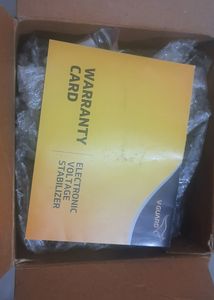 WARRANTY
CARD
ELECTRONIC
VOLTAGE
STABILIZER
V-GUARD